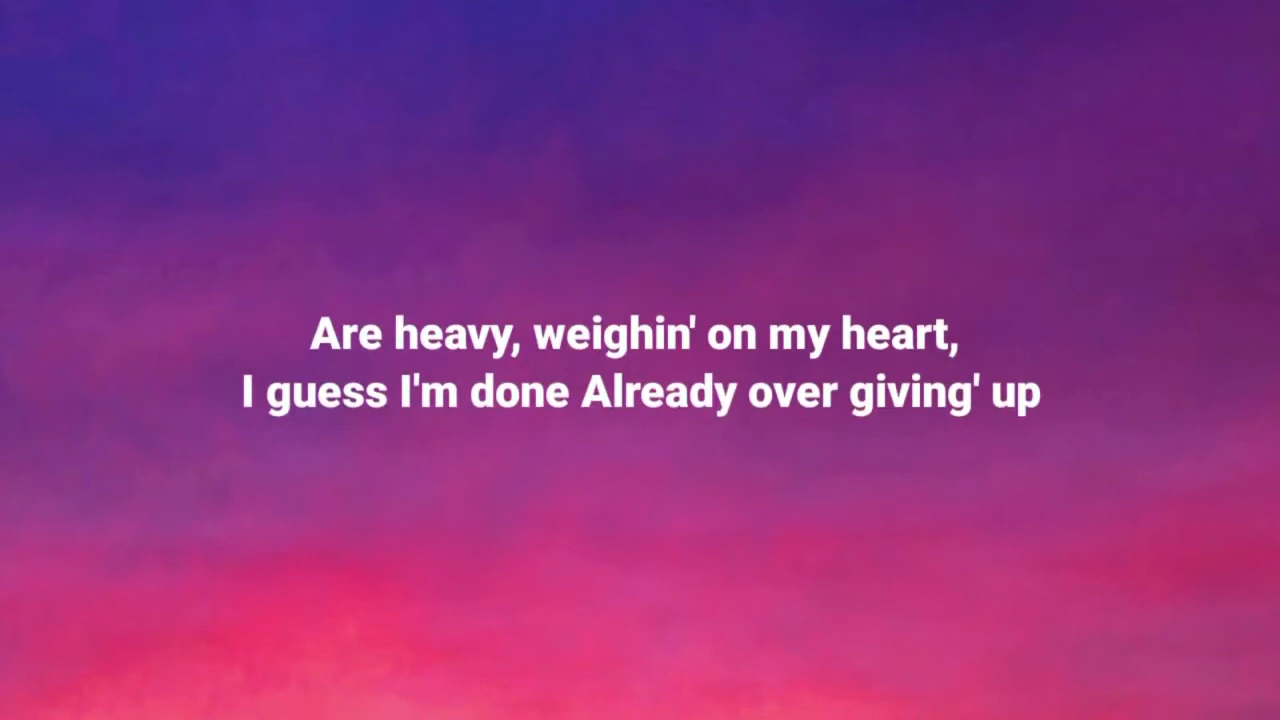 Are heavy, weighin' on my heart,
I guess I'm done Already over giving' up